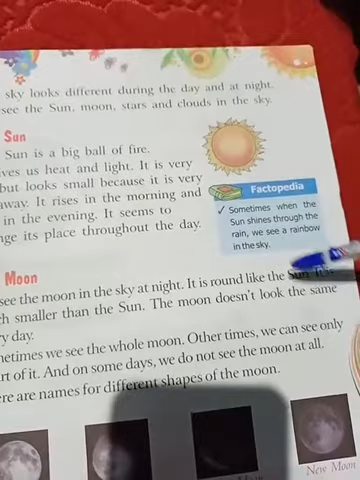 sky looks different during the day and at night.
see the Sun, moon, stars and clouds in the sky.
Sun
Sun is a big ball of fire.
ves us heat and light. It is very
but looks small because it is very
away. It rises in the morning and
in the evening. It seems to
nge its place throughout the day.
Factopedia
✓ Sometimes when the
Sun shines through the
rain, we see a rainbow
in the sky.
Moon
see the moon in the sky at night. It is round like the Sun. It is
ch smaller than the Sun. The moon doesn't look the same
ry day.
metimes we see the whole moon. Other times, we can see only
art of it. And on some days, we do not see the moon at all.
ere are names for different shapes of the moon.
New Moon